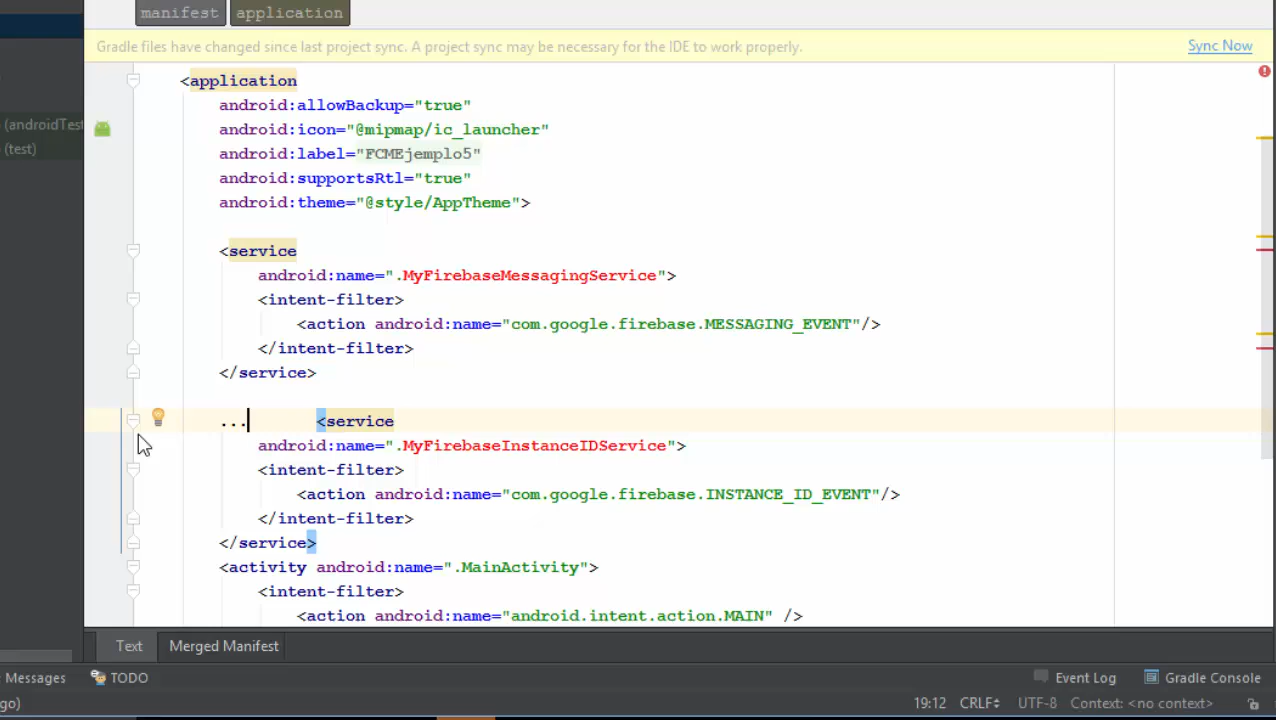 manifest application
Gradle files have changed since last project sync. A project sync may be necessary for the IDE to work properly. Sync Now
<application
android:allowBackup="true"
(androidTest
android:icon="@mipmap/ic_launcher"
(test)
android:label="FCMEjemplo5"
android:supportsRtl="true"
android:theme="@style/AppTheme">
<service
android:name=".MyFirebaseMessagingService">
<intent-filter>
<action android:name="com.google.firebase.MESSAGING_EVENT"/>
</intent-filter>
</service>
... <service
android:name=".MyFirebaseInstanceIDService">
<intent-filter>
<action android:name="com.google.firebase.INSTANCE_ID_EVENT"/>
</intent-filter>
</service>
<activity android:name=".MainActivity">
<intent-filter>
<action android:name="android.intent.action.MAIN" />
Text Merged Manifest
Messages TODO Event Log Gradle Console
go) 19:12 CRLF UTF-8 Context: <no context>